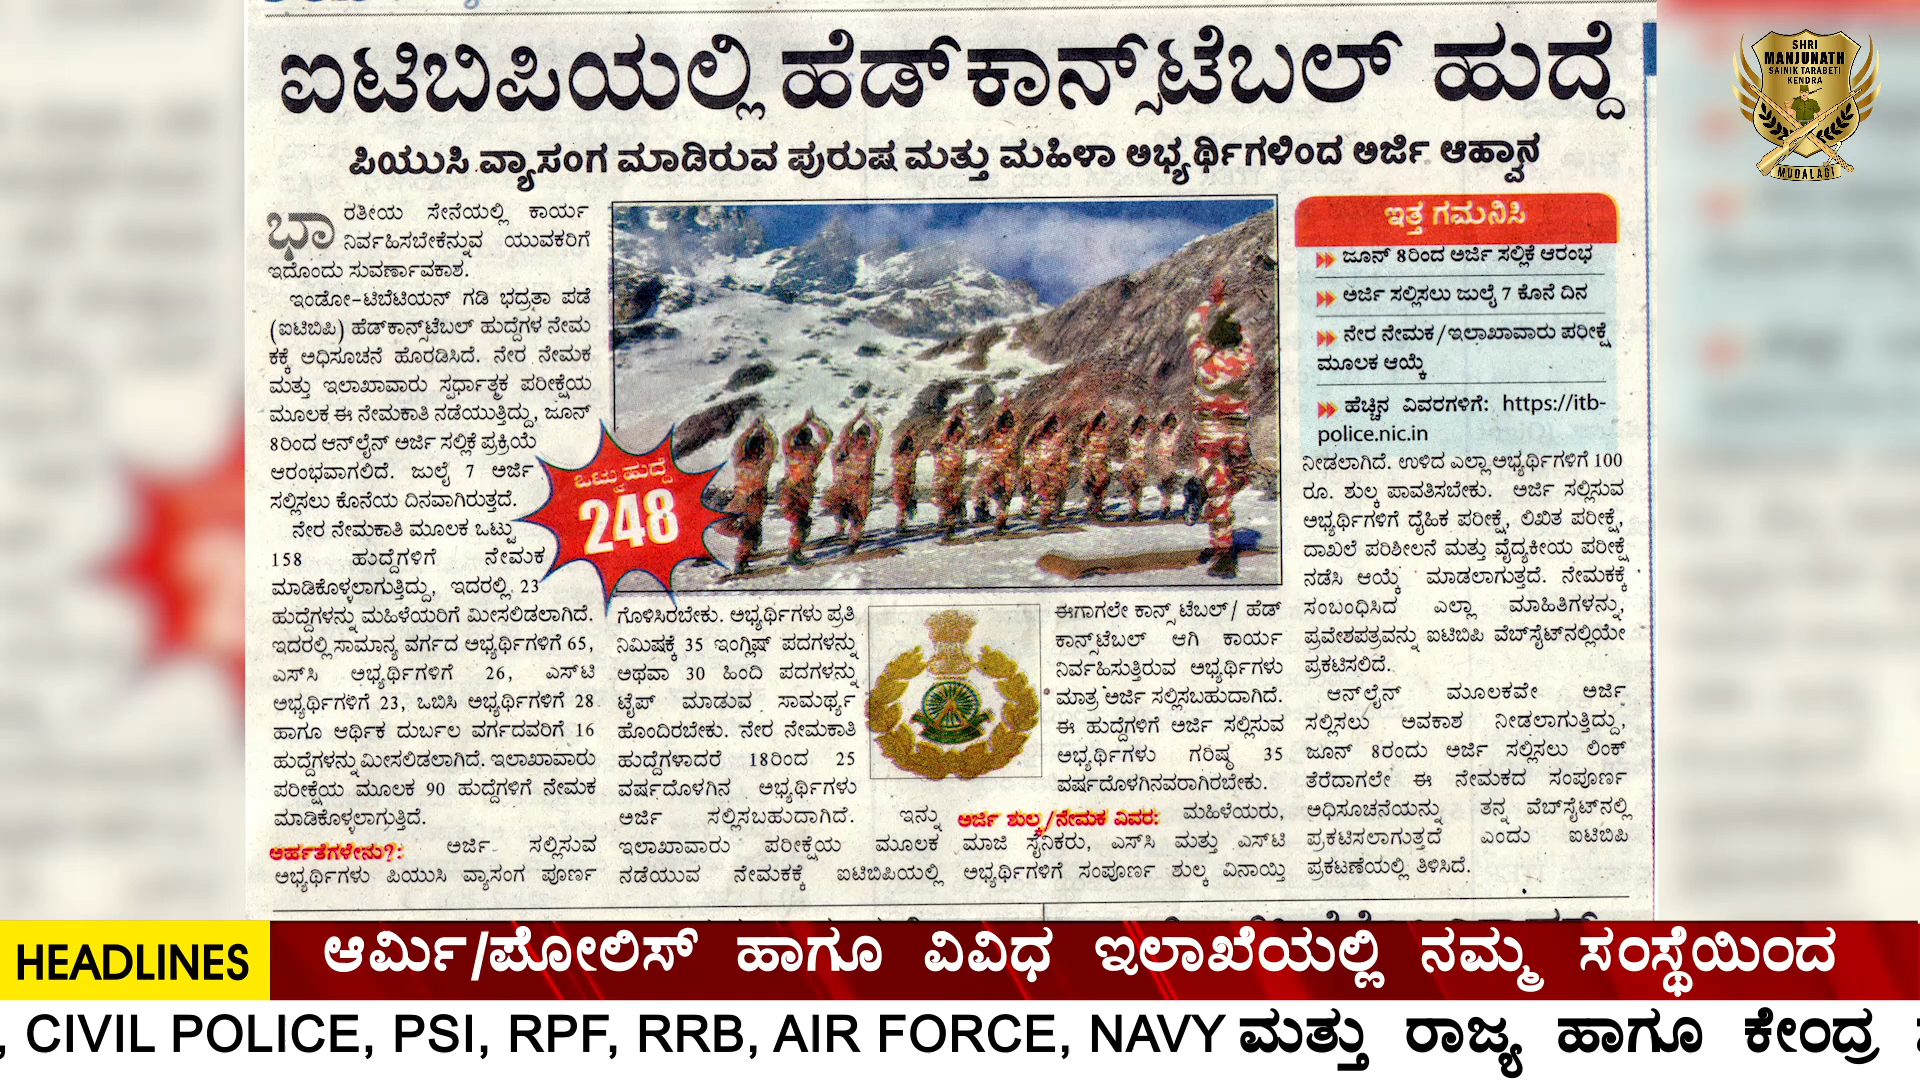 ಐಟಿಬಿಪಿಯಲ್ಲಿ ಹೆಡ್‌ಕಾನ್ಸ್‌ಟೆಬಲ್ ಹುದ್ದೆ
ಪಿಯುಸಿ ವ್ಯಾಸಂಗ ಮಾಡಿರುವ ಪುರುಷ ಮತ್ತು ಮಹಿಳಾ ಅಭ್ಯರ್ಥಿಗಳಿಂದ ಅರ್ಜಿ ಆಹ್ವಾನ
ಭಾರತೀಯ ಸೇನೆಯಲ್ಲಿ ಕಾರ್ಯ
ನಿರ್ವಹಿಸಬೇಕೆನ್ನುವ ಯುವಕರಿಗೆ
ಇದೊಂದು ಸುವರ್ಣಾವಕಾಶ.
ಇಂಡೋ-ಟಿಬೆಟಿಯನ್ ಗಡಿ ಭದ್ರತಾ ಪಡೆ
(ಐಟಿಬಿಪಿ) ಹೆಡ್‌ಕಾನ್ಸ್‌ಟೆಬಲ್ ಹುದ್ದೆಗಳ ನೇಮ
ಕಕ್ಕೆ ಅಧಿಸೂಚನೆ ಹೊರಡಿಸಿದೆ. ನೇರ ನೇಮಕ
ಮತ್ತು ಇಲಾಖಾವಾರು ಸ್ಪರ್ಧಾತ್ಮಕ ಪರೀಕ್ಷೆಯ
ಮೂಲಕ ಈ ನೇಮಕಾತಿ ನಡೆಯುತ್ತಿದ್ದು, ಜೂನ್
8ರಿಂದ ಆನ್‌ಲೈನ್ ಅರ್ಜಿ ಸಲ್ಲಿಕೆ ಪ್ರಕ್ರಿಯೆ
ಆರಂಭವಾಗಲಿದೆ. ಜುಲೈ 7 ಅರ್ಜಿ
ಸಲ್ಲಿಸಲು ಕೊನೆಯ ದಿನವಾಗಿರುತ್ತದೆ.
ನೇರ ನೇಮಕಾತಿ ಮೂಲಕ ಒಟ್ಟು
158 ಹುದ್ದೆಗಳಿಗೆ ನೇಮಕ
ಮಾಡಿಕೊಳ್ಳಲಾಗುತ್ತಿದ್ದು, ಇದರಲ್ಲಿ 23
ಹುದ್ದೆಗಳನ್ನು ಮಹಿಳೆಯರಿಗೆ ಮೀಸಲಿಡಲಾಗಿದೆ.
ಇದರಲ್ಲಿ ಸಾಮಾನ್ಯ ವರ್ಗದ ಅಭ್ಯರ್ಥಿಗಳಿಗೆ 65,
ಎಸ್‌ಸಿ ಅಭ್ಯರ್ಥಿಗಳಿಗೆ 26, ಎಸ್‌ಟಿ
ಅಭ್ಯರ್ಥಿಗಳಿಗೆ 23, ಒಬಿಸಿ ಅಭ್ಯರ್ಥಿಗಳಿಗೆ 28
ಹಾಗೂ ಆರ್ಥಿಕ ದುರ್ಬಲ ವರ್ಗದವರಿಗೆ 16
ಹುದ್ದೆಗಳನ್ನು ಮೀಸಲಿಡಲಾಗಿದೆ. ಇಲಾಖಾವಾರು
ಪರೀಕ್ಷೆಯ ಮೂಲಕ 90 ಹುದ್ದೆಗಳಿಗೆ ನೇಮಕ
ಮಾಡಿಕೊಳ್ಳಲಾಗುತ್ತಿದೆ.
ಅರ್ಹತೆಗಳೇನು?: ಅರ್ಜಿ ಸಲ್ಲಿಸುವ
ಅಭ್ಯರ್ಥಿಗಳು ಪಿಯುಸಿ ವ್ಯಾಸಂಗ ಪೂರ್ಣ
ಒಟ್ಟು ಹುದ್ದೆ
248
ಗೊಳಿಸಿರಬೇಕು. ಅಭ್ಯರ್ಥಿಗಳು ಪ್ರತಿ
ನಿಮಿಷಕ್ಕೆ 35 ಇಂಗ್ಲಿಷ್ ಪದಗಳನ್ನು
ಅಥವಾ 30 ಹಿಂದಿ ಪದಗಳನ್ನು
ಟೈಪ್ ಮಾಡುವ ಸಾಮರ್ಥ್ಯ
ಹೊಂದಿರಬೇಕು. ನೇರ ನೇಮಕಾತಿ
ಹುದ್ದೆಗಳಾದರೆ 18ರಿಂದ 25
ವರ್ಷದೊಳಗಿನ ಅಭ್ಯರ್ಥಿಗಳು
ಅರ್ಜಿ ಸಲ್ಲಿಸಬಹುದಾಗಿದೆ. ಇನ್ನು
ಇಲಾಖಾವಾರು ಪರೀಕ್ಷೆಯ ಮೂಲಕ
ನಡೆಯುವ ನೇಮಕಕ್ಕೆ ಐಟಿಬಿಪಿಯಲ್ಲಿ
ಈಗಾಗಲೇ ಕಾನ್ಸ್‌ಟೆಬಲ್/ ಹೆಡ್
ಕಾನ್ಸ್‌ಟೆಬಲ್ ಆಗಿ ಕಾರ್ಯ
ನಿರ್ವಹಿಸುತ್ತಿರುವ ಅಭ್ಯರ್ಥಿಗಳು
ಮಾತ್ರ ಅರ್ಜಿ ಸಲ್ಲಿಸಬಹುದಾಗಿದೆ.
ಈ ಹುದ್ದೆಗಳಿಗೆ ಅರ್ಜಿ ಸಲ್ಲಿಸುವ
ಅಭ್ಯರ್ಥಿಗಳು ಗರಿಷ್ಠ 35
ವರ್ಷದೊಳಗಿನವರಾಗಿರಬೇಕು.
ಅರ್ಜಿ ಶುಲ್ಕ/ನೇಮಕ ವಿವರ: ಮಹಿಳೆಯರು,
ಮಾಜಿ ಸೈನಿಕರು, ಎಸ್‌ಸಿ ಮತ್ತು ಎಸ್‌ಟಿ
ಅಭ್ಯರ್ಥಿಗಳಿಗೆ ಸಂಪೂರ್ಣ ಶುಲ್ಕ ವಿನಾಯ್ತಿ
ಇತ್ತ ಗಮನಿಸಿ
ಜೂನ್ 8ರಿಂದ ಅರ್ಜಿ ಸಲ್ಲಿಕೆ ಆರಂಭ
ಅರ್ಜಿ ಸಲ್ಲಿಸಲು ಜುಲೈ 7 ಕೊನೆ ದಿನ
ನೇರ ನೇಮಕ/ಇಲಾಖಾವಾರು ಪರೀಕ್ಷೆ
ಮೂಲಕ ಆಯ್ಕೆ
ಹೆಚ್ಚಿನ ವಿವರಗಳಿಗೆ: https://itb-
police.nic.in
ನೀಡಲಾಗಿದೆ. ಉಳಿದ ಎಲ್ಲಾ ಅಭ್ಯರ್ಥಿಗಳಿಗೆ 100
ರೂ. ಶುಲ್ಕ ಪಾವತಿಸಬೇಕು. ಅರ್ಜಿ ಸಲ್ಲಿಸುವ
ಅಭ್ಯರ್ಥಿಗಳಿಗೆ ದೈಹಿಕ ಪರೀಕ್ಷೆ, ಲಿಖಿತ ಪರೀಕ್ಷೆ,
ದಾಖಲೆ ಪರಿಶೀಲನೆ ಮತ್ತು ವೈದ್ಯಕೀಯ ಪರೀಕ್ಷೆ
ನಡೆಸಿ ಆಯ್ಕೆ ಮಾಡಲಾಗುತ್ತದೆ. ನೇಮಕಕ್ಕೆ
ಸಂಬಂಧಿಸಿದ ಎಲ್ಲಾ ಮಾಹಿತಿಗಳನ್ನು,
ಪ್ರವೇಶಪತ್ರವನ್ನು ಐಟಿಬಿಪಿ ವೆಬ್‌ಸೈಟ್‌ನಲ್ಲಿಯೇ
ಪ್ರಕಟಿಸಲಿದೆ.
ಆನ್‌ಲೈನ್ ಮೂಲಕವೇ ಅರ್ಜಿ
ಸಲ್ಲಿಸಲು ಅವಕಾಶ ನೀಡಲಾಗುತ್ತಿದ್ದು,
ಜೂನ್ 8ರಂದು ಅರ್ಜಿ ಸಲ್ಲಿಸಲು ಲಿಂಕ್
ತೆರೆದಾಗಲೇ ಈ ನೇಮಕದ ಸಂಪೂರ್ಣ
ಅಧಿಸೂಚನೆಯನ್ನು ತನ್ನ ವೆಬ್‌ಸೈಟ್‌ನಲ್ಲಿ
ಪ್ರಕಟಿಸಲಾಗುತ್ತದೆ ಎಂದು ಐಟಿಬಿಪಿ
ಪ್ರಕಟಣೆಯಲ್ಲಿ ತಿಳಿಸಿದೆ.
SHRI
MANJUNATH
SAINIK TARABETI
KENDRA
MUDALAGI
HEADLINES
ಆರ್ಮಿ/ಪೋಲಿಸ್ ಹಾಗೂ ವಿವಿಧ ಇಲಾಖೆಯಲ್ಲಿ ನಮ್ಮ ಸಂಸ್ಥೆಯಿಂದ
, CIVIL POLICE, PSI, RPF, RRB, AIR FORCE, NAVY ಮತ್ತು ರಾಜ್ಯ ಹಾಗೂ ಕೇಂದ್ರ